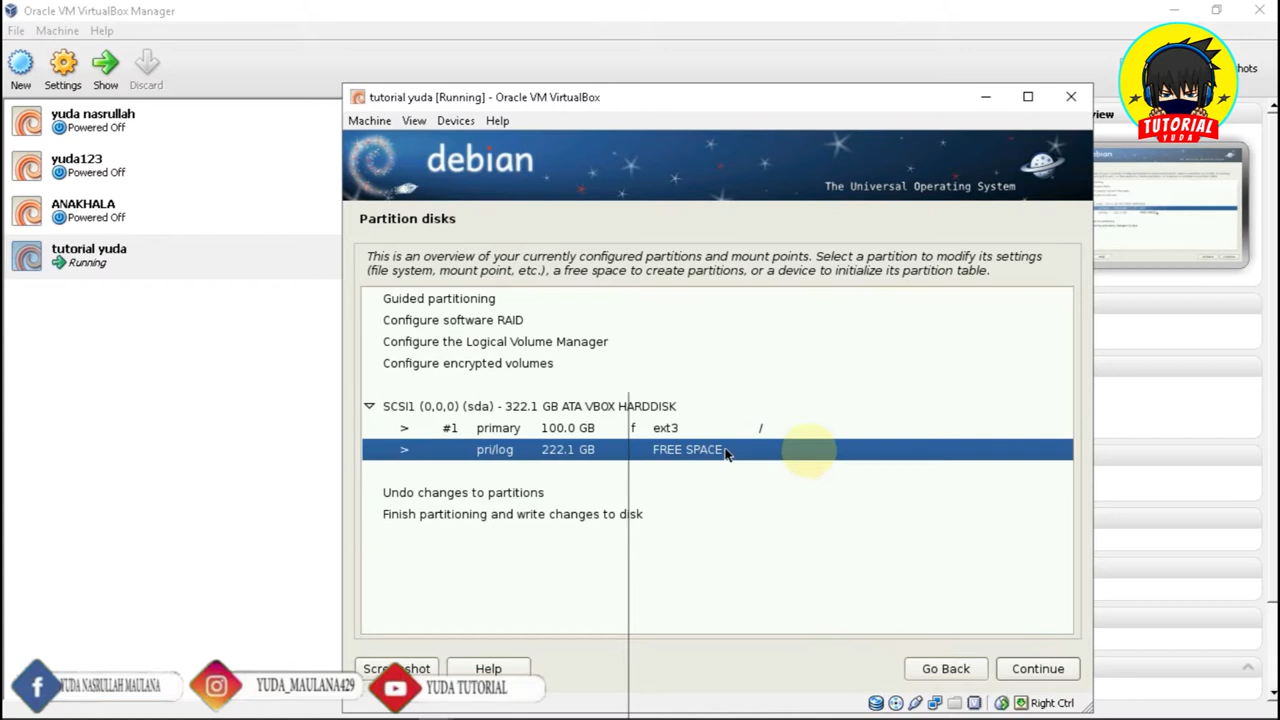 Oracle VM VirtualBox Manager
File Machine Help
New Settings Show Discard
yuda nasrullah
Powered Off
yuda123
Powered Off
ANAKHALA
Powered Off
tutorial yuda
Running
tutorial yuda [Running] - Oracle VM VirtualBox
Machine View Devices Help
debian
The Universal Operating System
Partition disks
This is an overview of your currently configured partitions and mount points. Select a partition to modify its settings
(file system, mount point, etc.), a free space to create partitions, or a device to initialize its partition table.
Guided partitioning
Configure software RAID
Configure the Logical Volume Manager
Configure encrypted volumes
SCSI1 (0,0,0) (sda) - 322.1 GB ATA VBOX HARDDISK
> #1 primary 100.0 GB f ext3 /
> pri/log 222.1 GB FREE SPACE
Undo changes to partitions
Finish partitioning and write changes to disk
Screenshot Help Go Back Continue
Right Ctrl
TUTORIAL
YUDA
YUDA NASRULLAH MAULANA
YUDA_MAULANA429
YUDA TUTORIAL